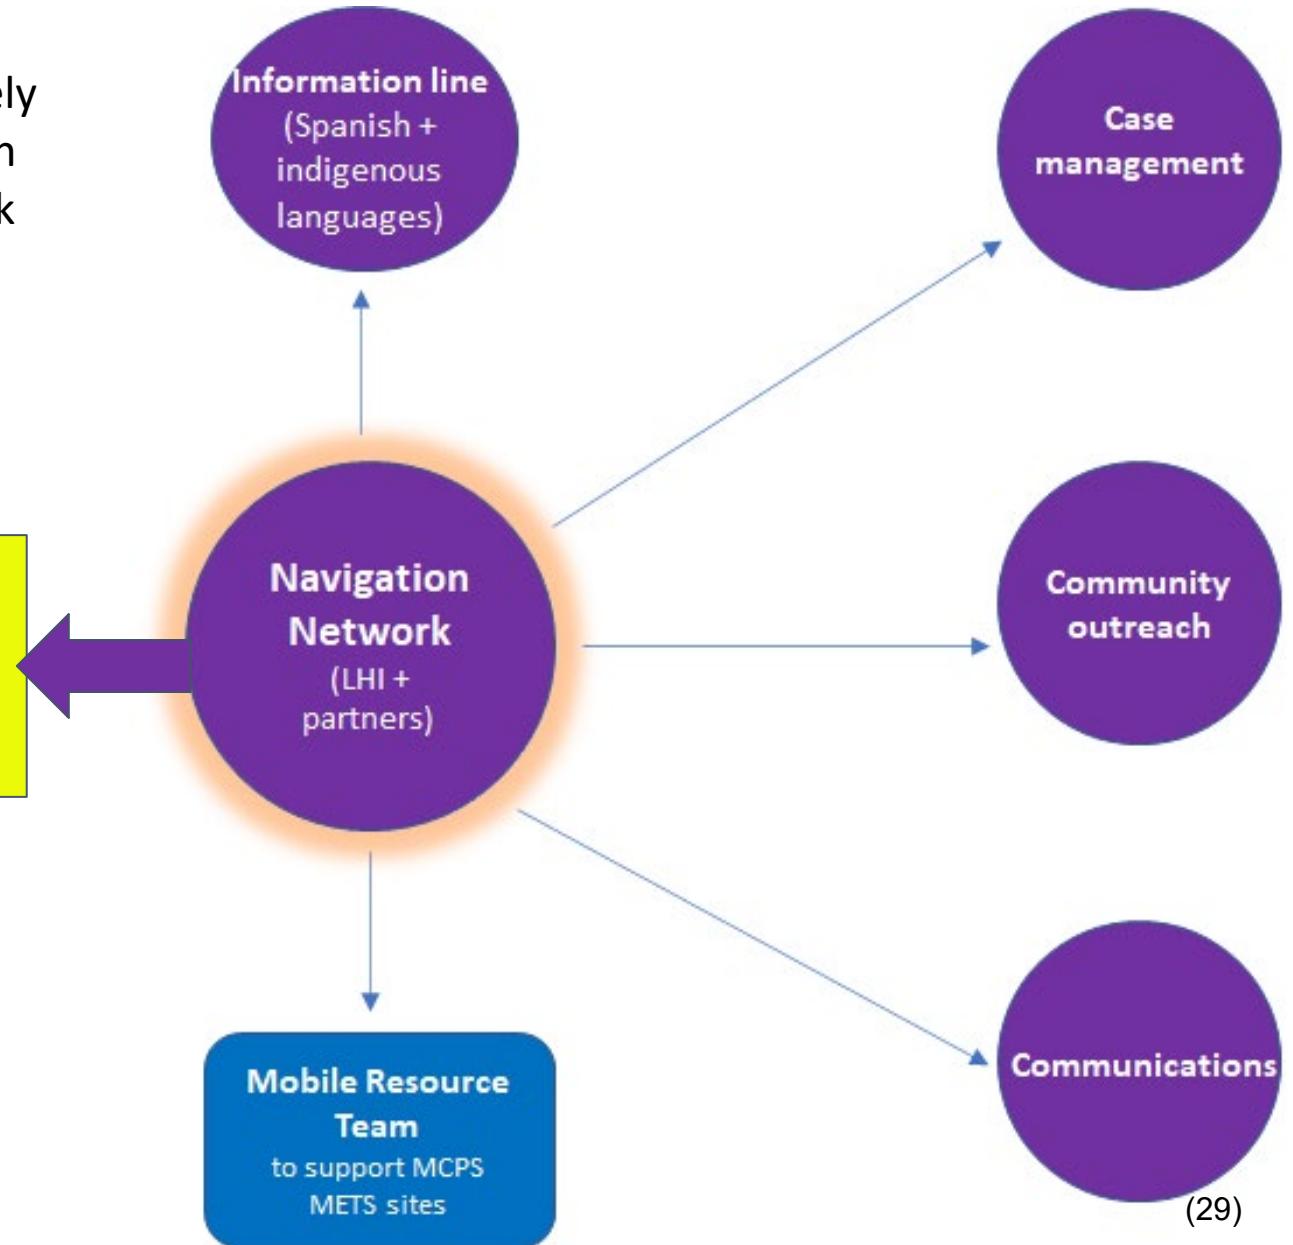 ely
n
k
Information line
(Spanish +
indigenous
languages)
Case
management
Navigation
Network
(LHI +
partners)
Community
outreach
Mobile Resource
Team
to support MCPS
METS sites
Communications
(29)